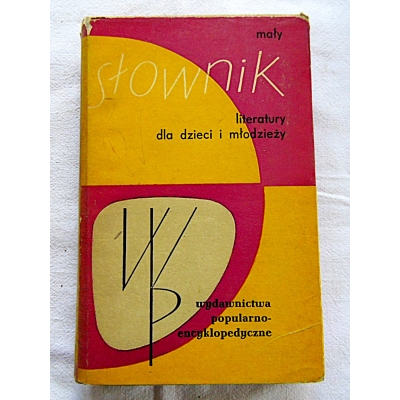 mały
słownik
literatury
dla dzieci i młodzieży
WP
wydawnictwa
popularno-
encyklopedyczne